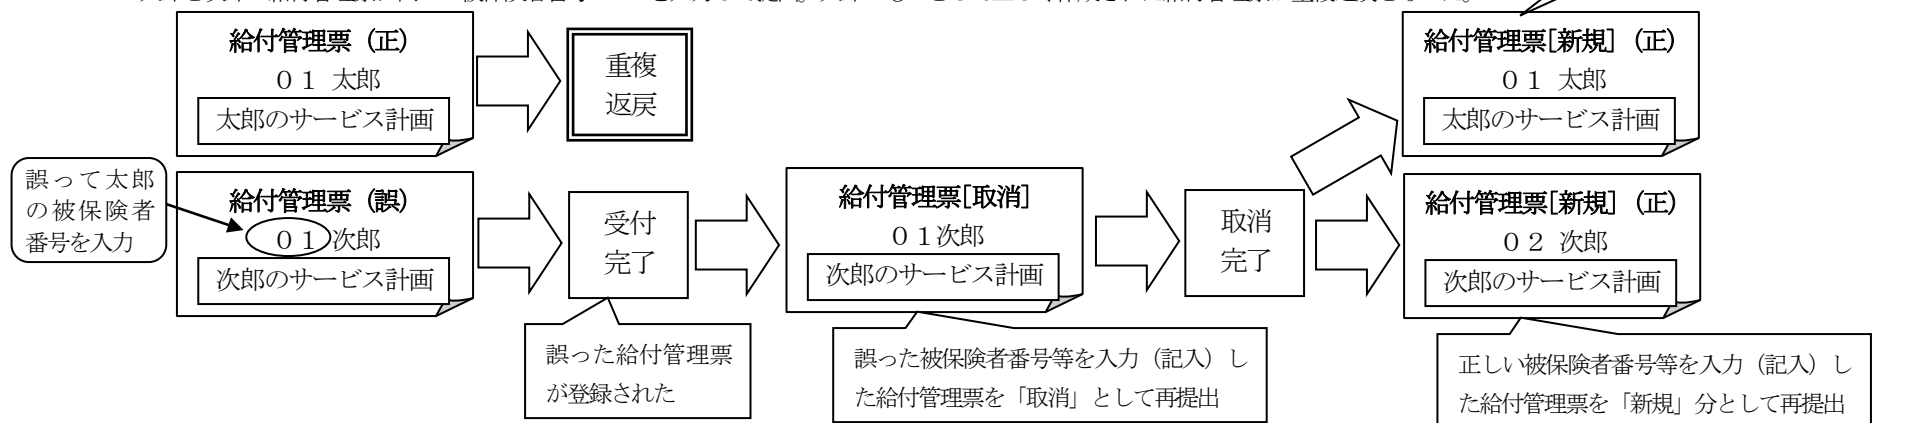 給付管理票（正）
０１ 太郎
太郎のサービス計画
重複
返戻
給付管理票[新規]（正）
０１ 太郎
太郎のサービス計画
誤って太郎
の被保険者
番号を入力
給付管理票（誤）
０１次郎
次郎のサービス計画
受付
完了
給付管理票[取消]
０１次郎
次郎のサービス計画
取消
完了
給付管理票[新規]（正）
０２ 次郎
次郎のサービス計画
誤った給付管理票
が登録された
誤った被保険者番号等を入力（記入）し
た給付管理票を「取消」として再提出
正しい被保険者番号等を入力（記入）し
た給付管理票を「新規」分として再提出